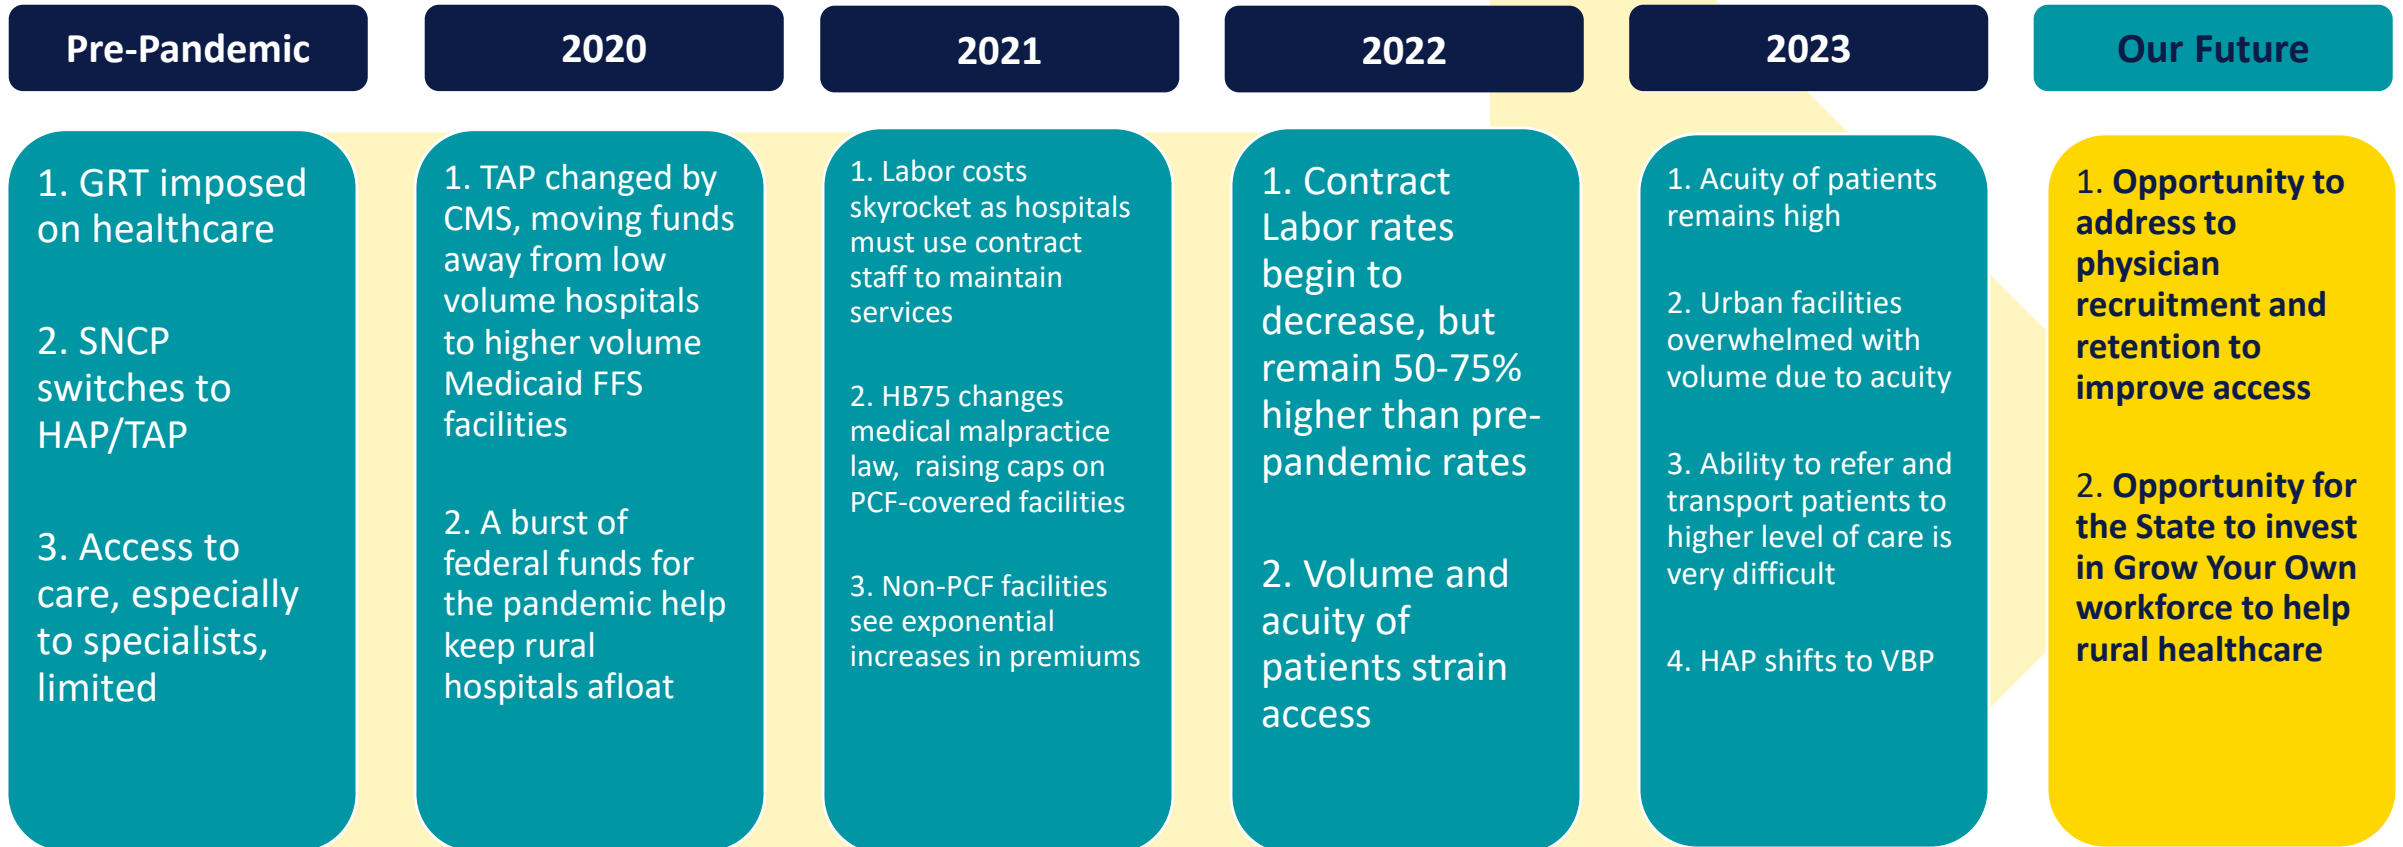 Pre-Pandemic
1. GRT imposed
on healthcare
2. SNCP
switches to
HAP/TAP
3. Access to
care, especially
to specialists,
limited
2020
1. TAP changed by
CMS, moving funds
away from low
volume hospitals
to higher volume
Medicaid FFS
facilities
2. A burst of
federal funds for
the pandemic help
keep rural
hospitals afloat
2021
1. Labor costs
skyrocket as hospitals
must use contract
staff to maintain
services
2. HB75 changes
medical malpractice
law,  raising caps on
PCF-covered facilities
3. Non-PCF facilities
see exponential
increases in premiums
2022
1. Contract
Labor rates
begin to
decrease, but
remain 50-75%
higher than pre-
pandemic rates
2. Volume and
acuity of
patients strain
access
2023
1. Acuity of patients
remains high
2. Urban facilities
overwhelmed with
volume due to acuity
3. Ability to refer and
transport patients to
higher level of care is
very difficult
4. HAP shifts to VBP
Our Future
1. Opportunity to
address to
physician
recruitment and
retention to
improve access
2. Opportunity for
the State to invest
in Grow Your Own
workforce to help
rural healthcare